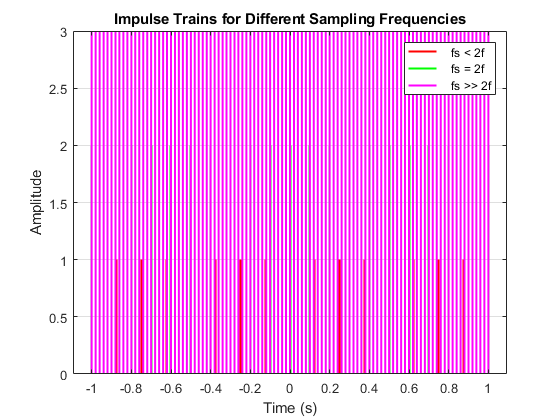 Impulse Trains for Different Sampling Frequencies
fs < 2f
fs = 2f
fs >> 2f
3
2.5
2
1.5
1
0.5
0
Amplitude
-1 -0.8 -0.6 -0.4 -0.2 0 0.2 0.4 0.6 0.8 1
Time (s)